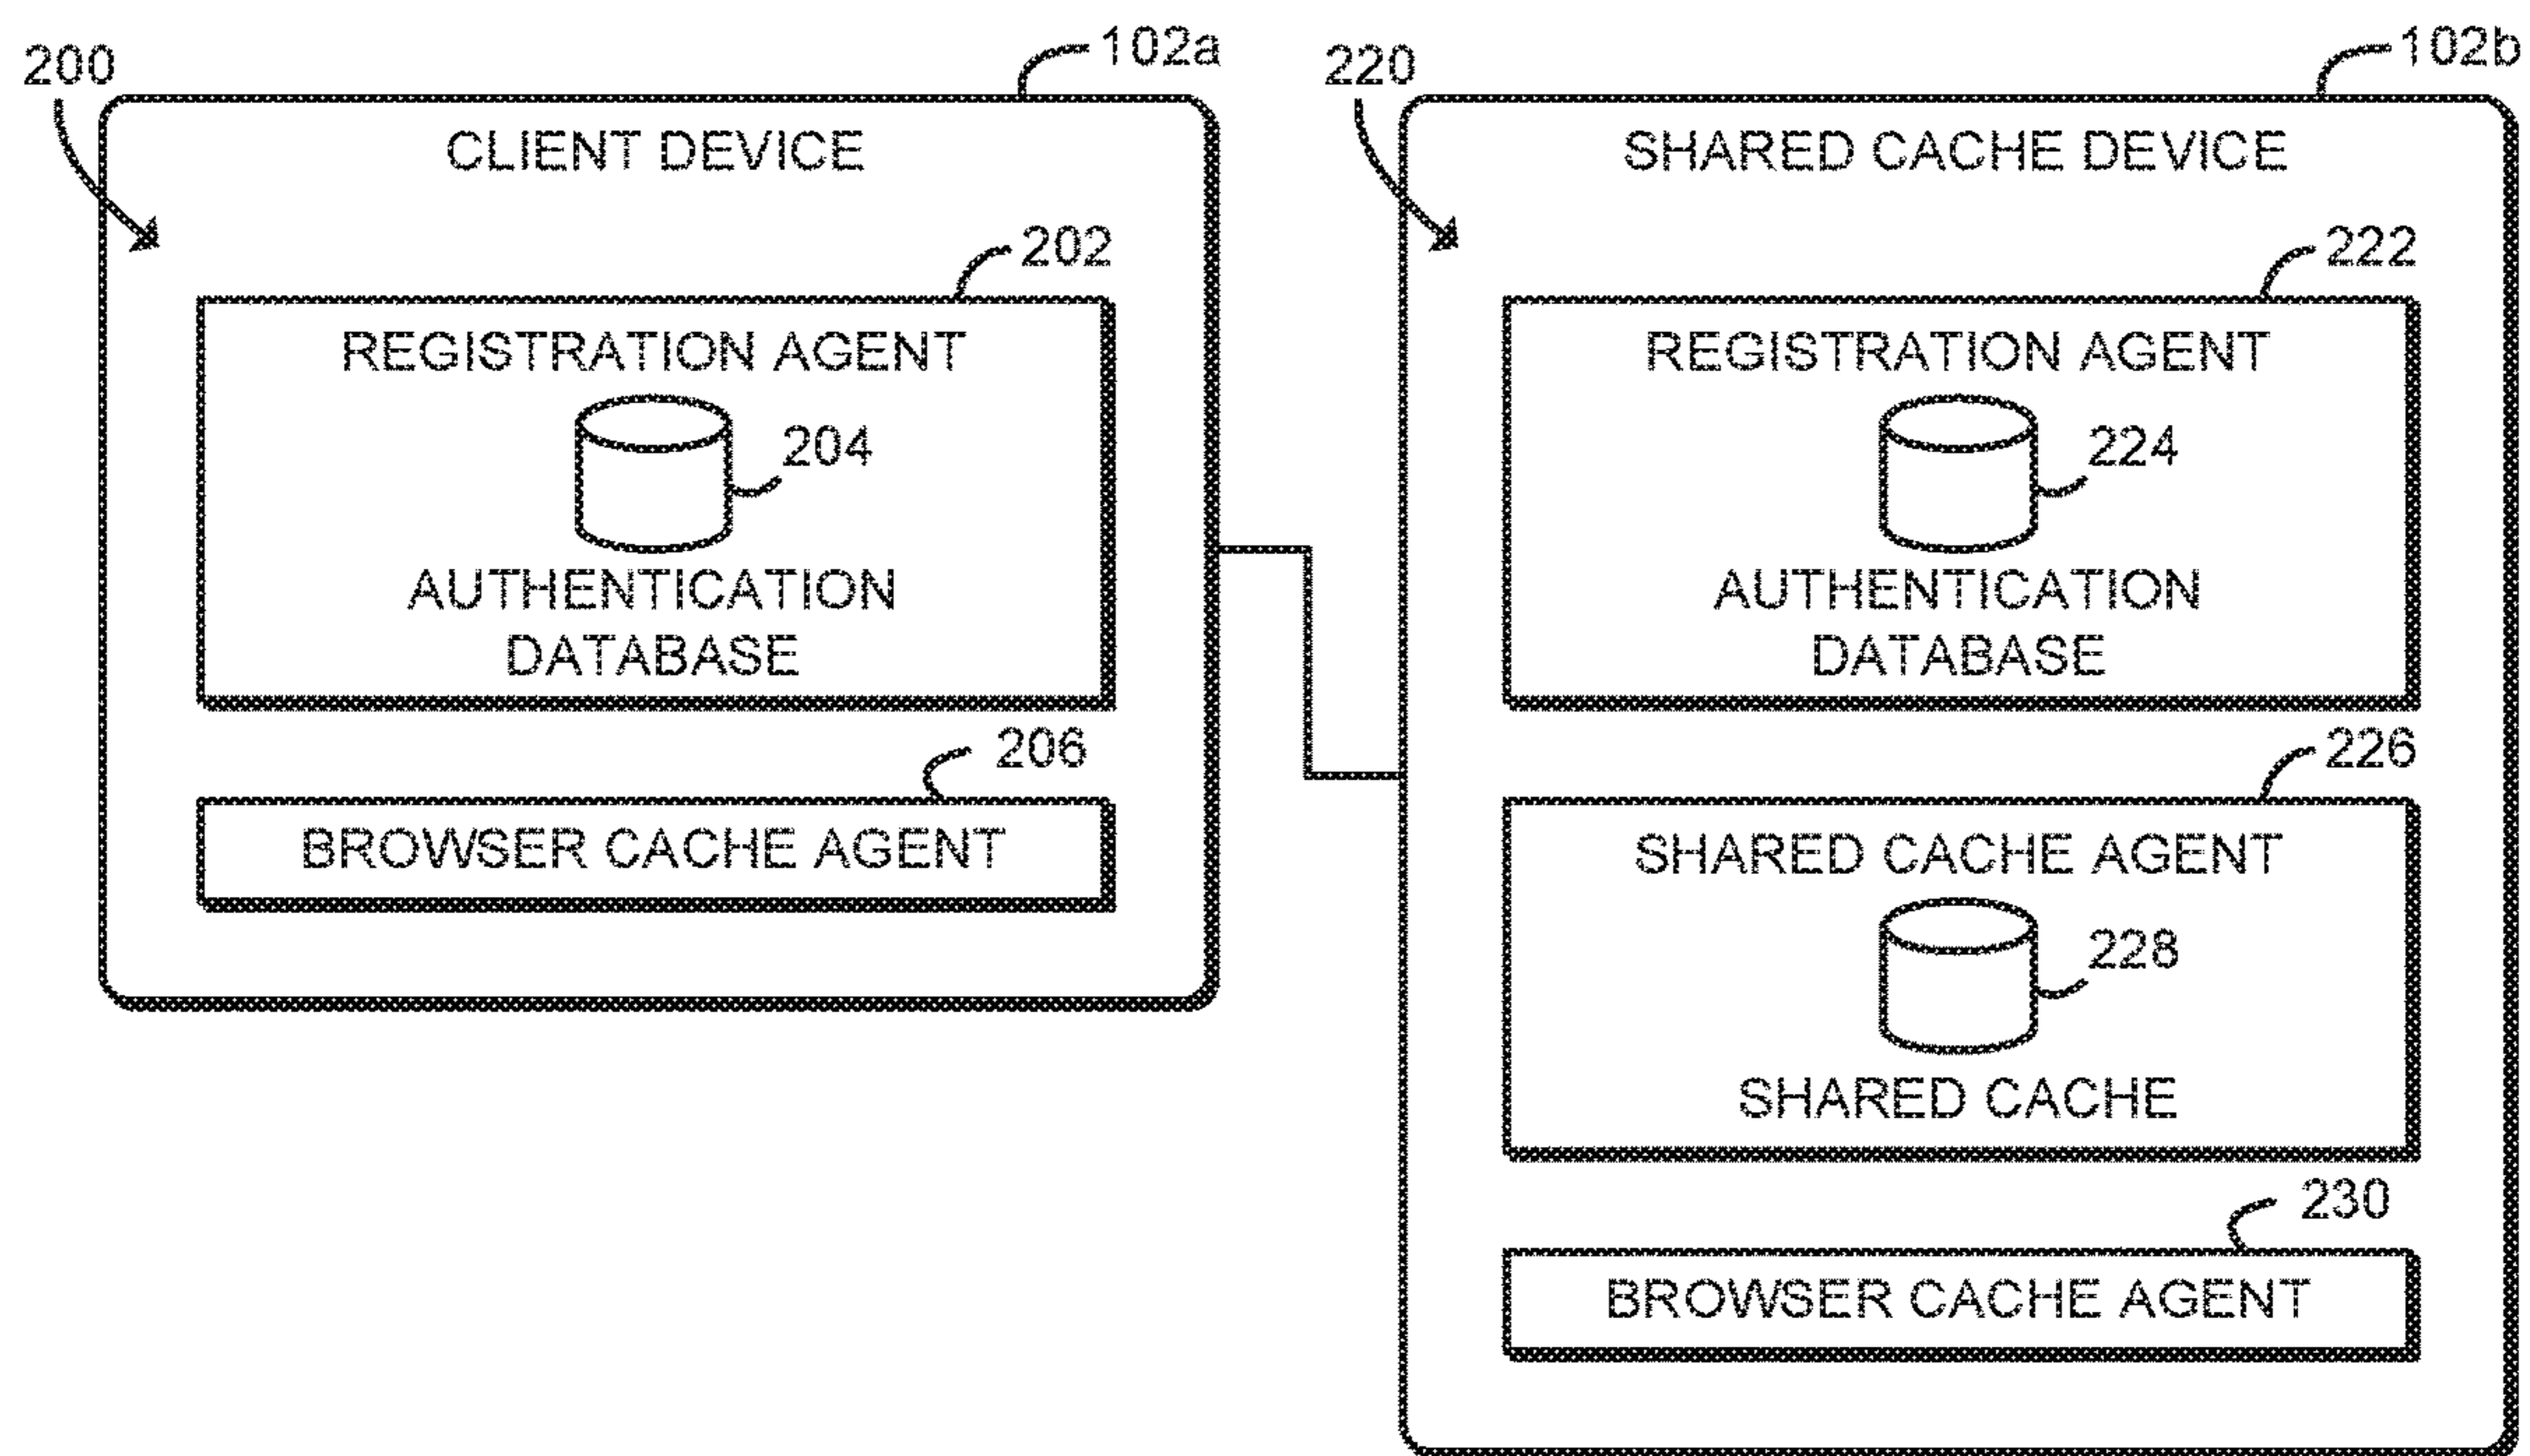 200
102a
CLIENT DEVICE
202
REGISTRATION AGENT
204
AUTHENTICATION
DATABASE
206
BROWSER CACHE AGENT
220
102b
SHARED CACHE DEVICE
222
REGISTRATION AGENT
224
AUTHENTICATION
DATABASE
226
SHARED CACHE AGENT
228
SHARED CACHE
230
BROWSER CACHE AGENT